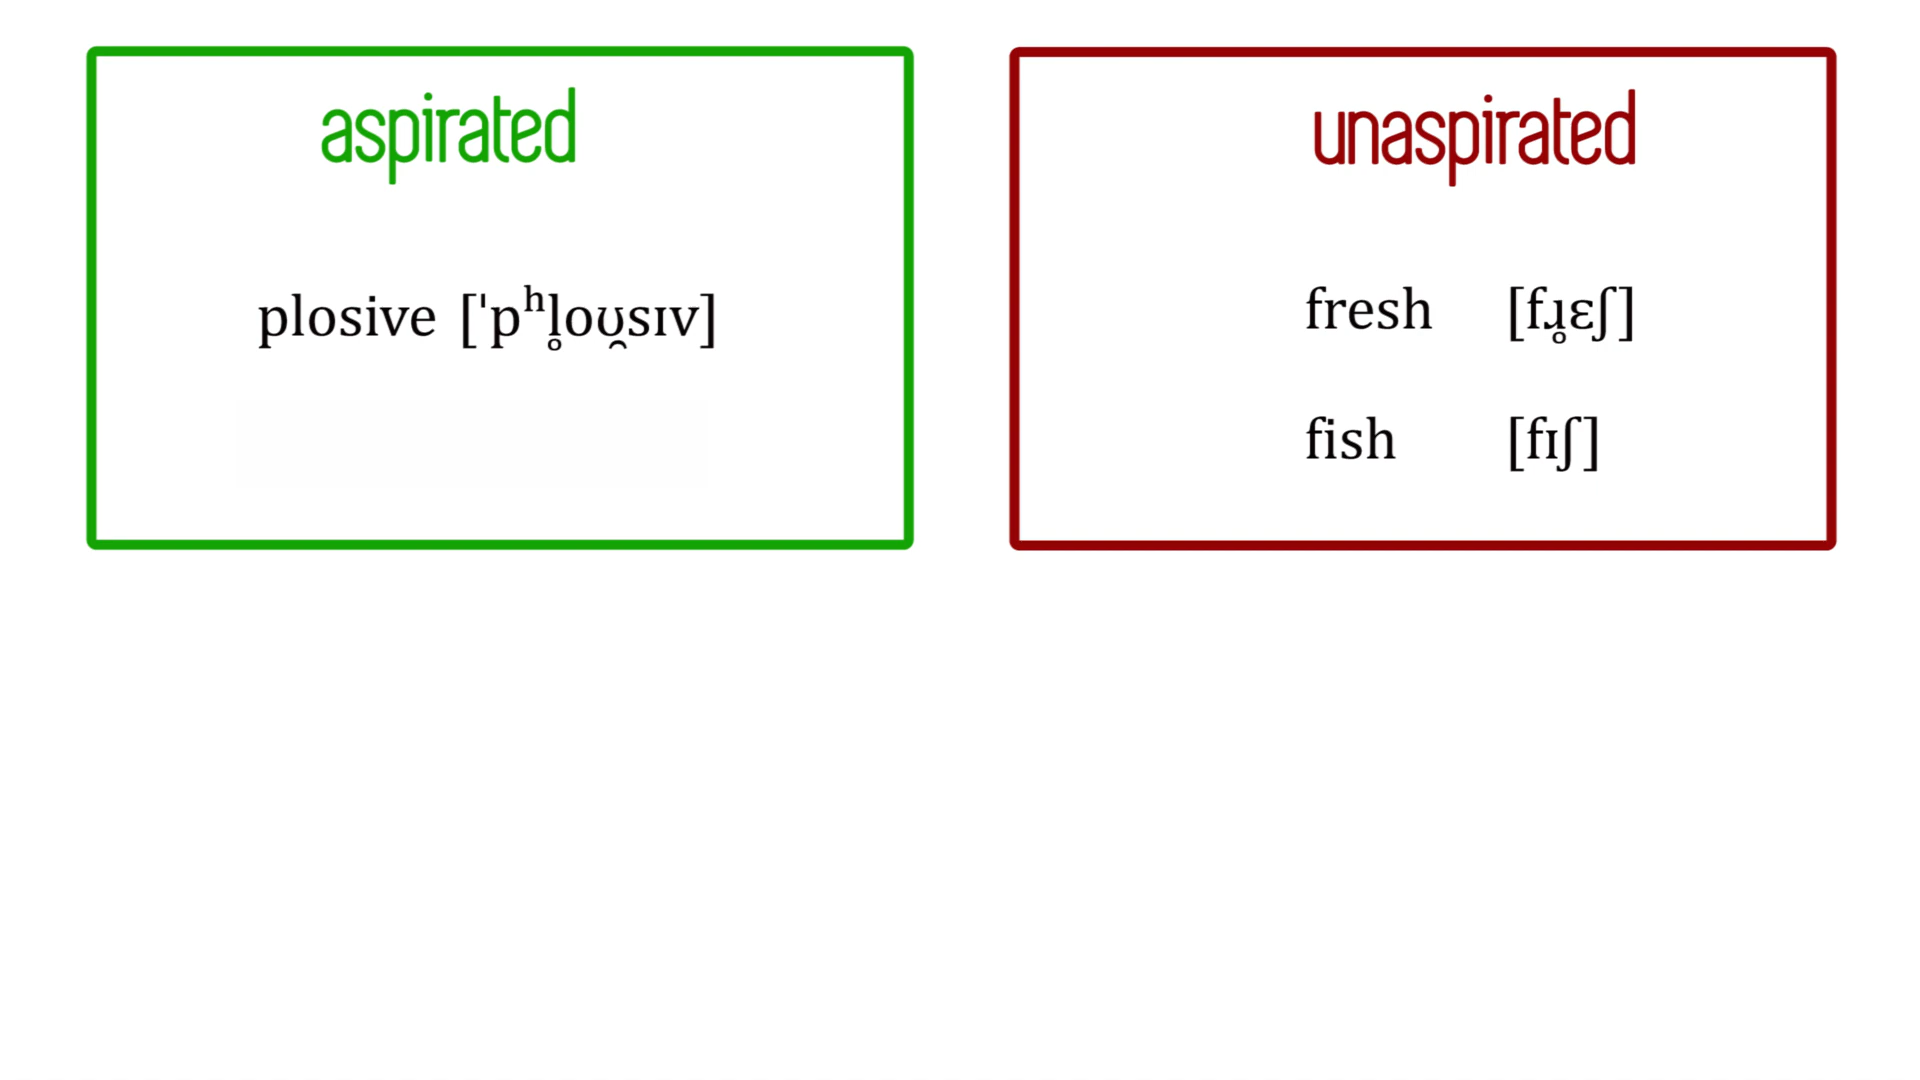 aspirated
plosive [ˈpʰl̥oʊ̯sɪv]
unaspirated
fresh [fɹ̥ɛʃ]
fish [fɪʃ]